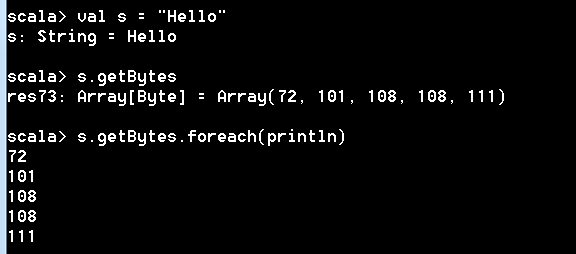 scala> val s = "Hello"
s: String = Hello
scala> s.getBytes
res73: Array[Byte] = Array(72, 101, 108, 108, 111)
scala> s.getBytes.foreach(println)
72
101
108
108
111